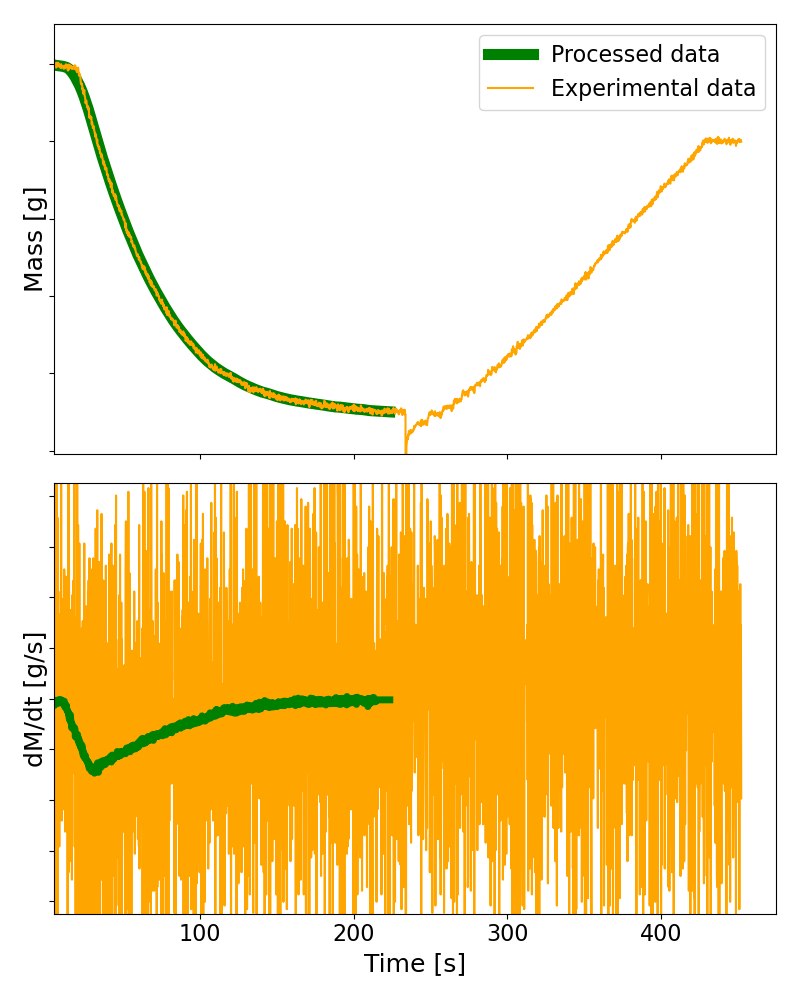 Processed data
Experimental data
Mass [g]
dM/dt [g/s]
100 200 300 400
Time [s]